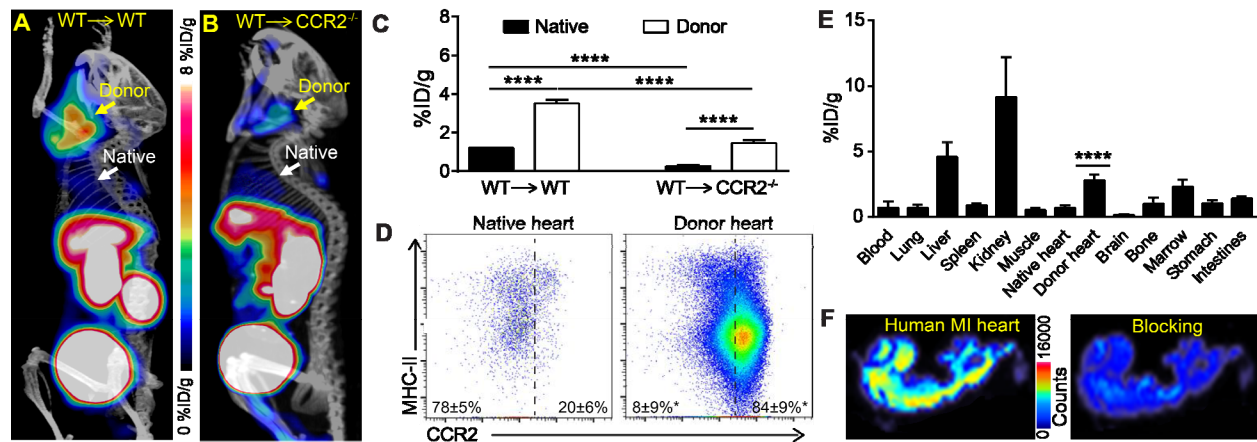 A
WT→WT
Donor
Native
8 %ID/g
0 %ID/g
B
WT→CCR2-/-
Donor
Native
C
Native
Donor
%ID/g
8
6
4
2
0
****
****
****
****
WT→WT
WT→CCR2-/-
D
Native heart
Donor heart
MHC-II
78±5%
20±6%
8±9%*
84±9%*
CCR2
E
%ID/g
15
10
5
0
****
Blood
Lung
Liver
Spleen
Kidney
Muscle
Native heart
Donor heart
Brain
Bone
Marrow
Stomach
Intestines
F
Human MI heart
16000
Counts
0
Blocking